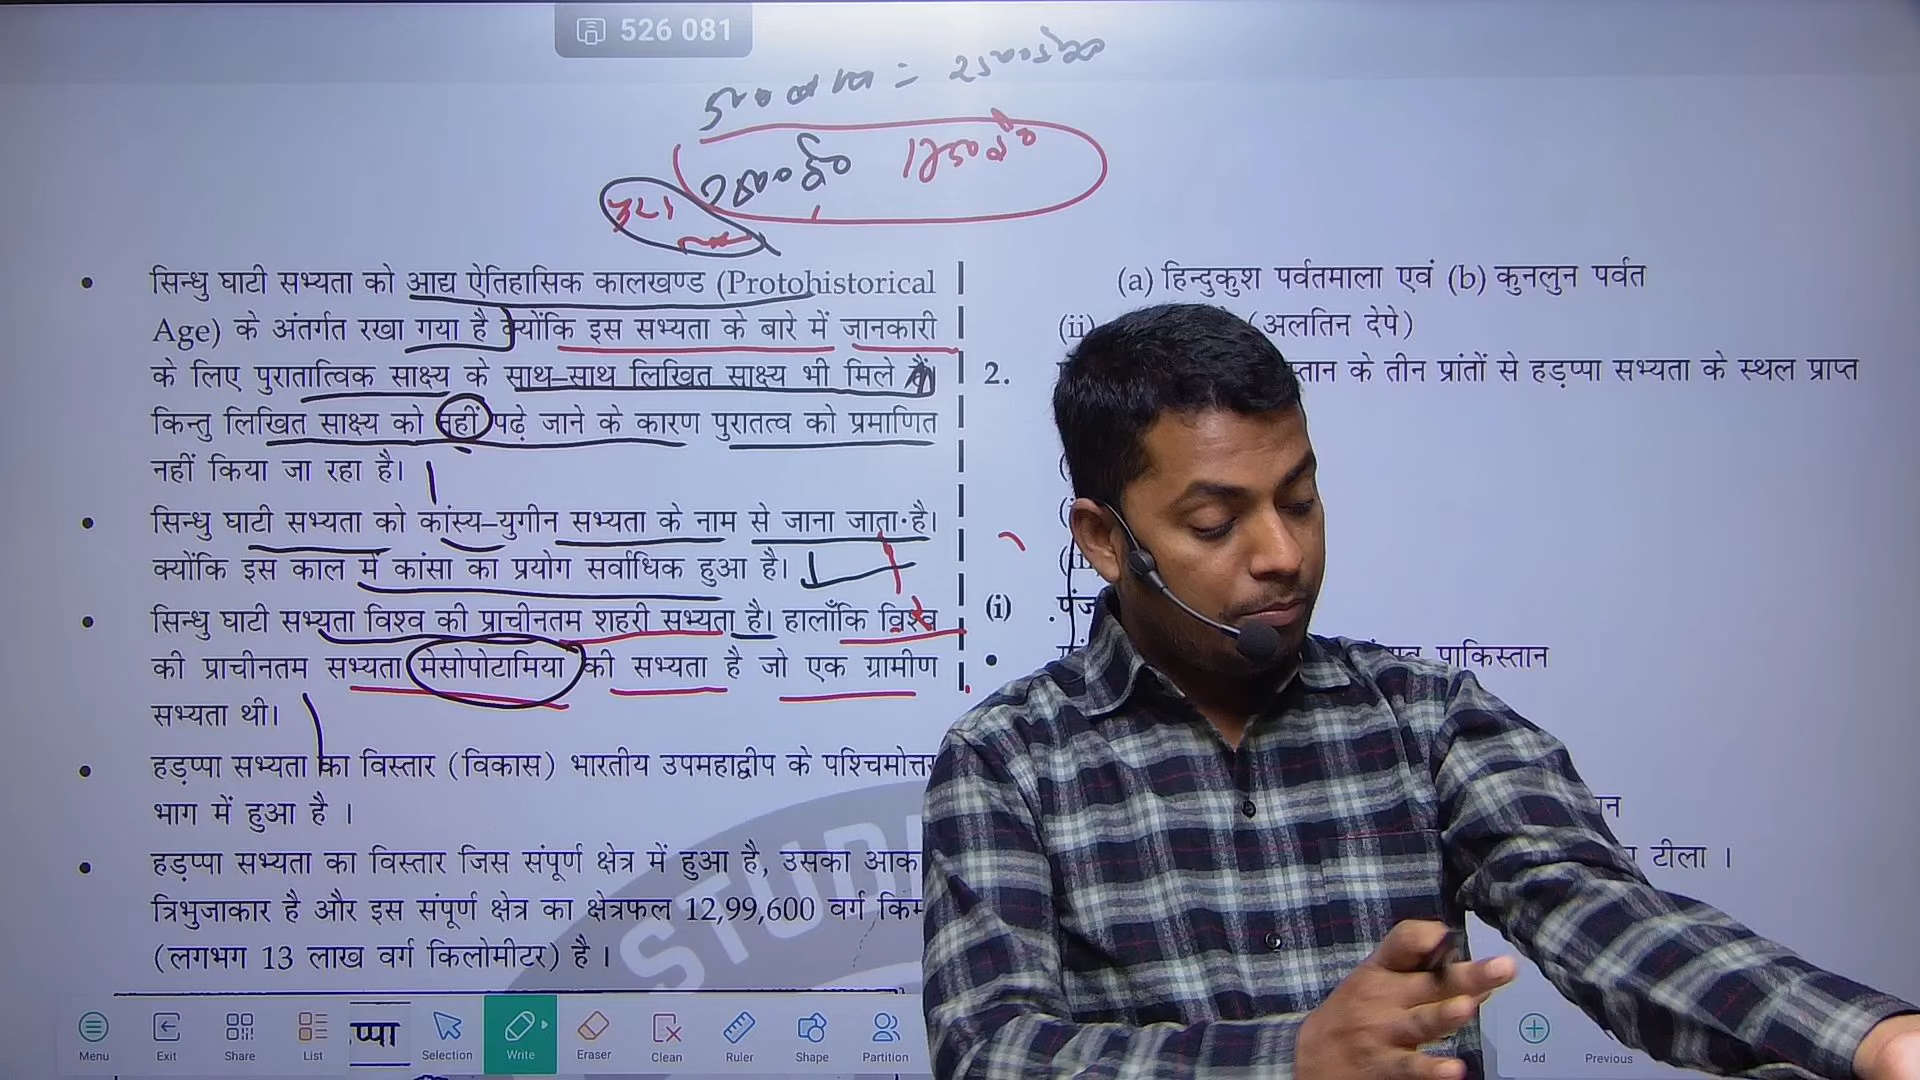 526 081
2500ई० 1750ई०
• सिन्धु घाटी सभ्यता को आद्य ऐतिहासिक कालखण्ड (Protohistorical
Age) के अंतर्गत रखा गया है क्योंकि इस सभ्यता के बारे में जानकारी
के लिए पुरातात्विक साक्ष्य के साथ–साथ लिखित साक्ष्य भी मिले हैं
किन्तु लिखित साक्ष्य को नहीं पढ़े जाने के कारण पुरातत्व को प्रमाणित
नहीं किया जा रहा है।
• सिन्धु घाटी सभ्यता को कांस्य–युगीन सभ्यता के नाम से जाना जाता है।
क्योंकि इस काल में कांसा का प्रयोग सर्वाधिक हुआ है।
• सिन्धु घाटी सभ्यता विश्व की प्राचीनतम शहरी सभ्यता है। हालाँकि विश्व
की प्राचीनतम सभ्यता मेसोपोटामिया की सभ्यता है जो एक ग्रामीण
सभ्यता थी।
• हड़प्पा सभ्यता का विस्तार (विकास) भारतीय उपमहाद्वीप के पश्चिमोत्तर
भाग में हुआ है ।
• हड़प्पा सभ्यता का विस्तार जिस संपूर्ण क्षेत्र में हुआ है, उसका
त्रिभुजाकार है और इस संपूर्ण क्षेत्र का क्षेत्रफल 12,99,600 वर्ग
(लगभग 13 लाख वर्ग किलोमीटर) है ।
(a) हिन्दुकुश पर्वतमाला एवं (b) कुनलुन पर्वत
(ii) (अलतिन देपे)
2. के तीन प्रांतों से हड़प्पा सभ्यता के स्थल प्राप्त
(i)
• पाकिस्तान
टीला ।
Menu Exit Share List Selection Write Eraser Clean Ruler Shape Partition Add Previous